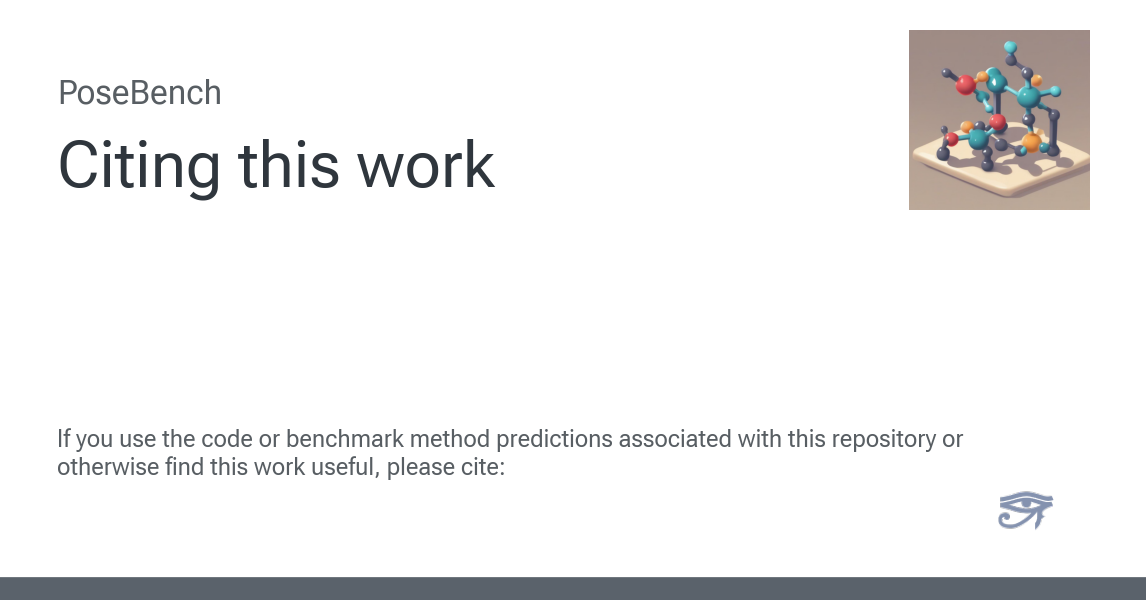 PoseBench
Citing this work
If you use the code or benchmark method predictions associated with this repository or
otherwise find this work useful, please cite: